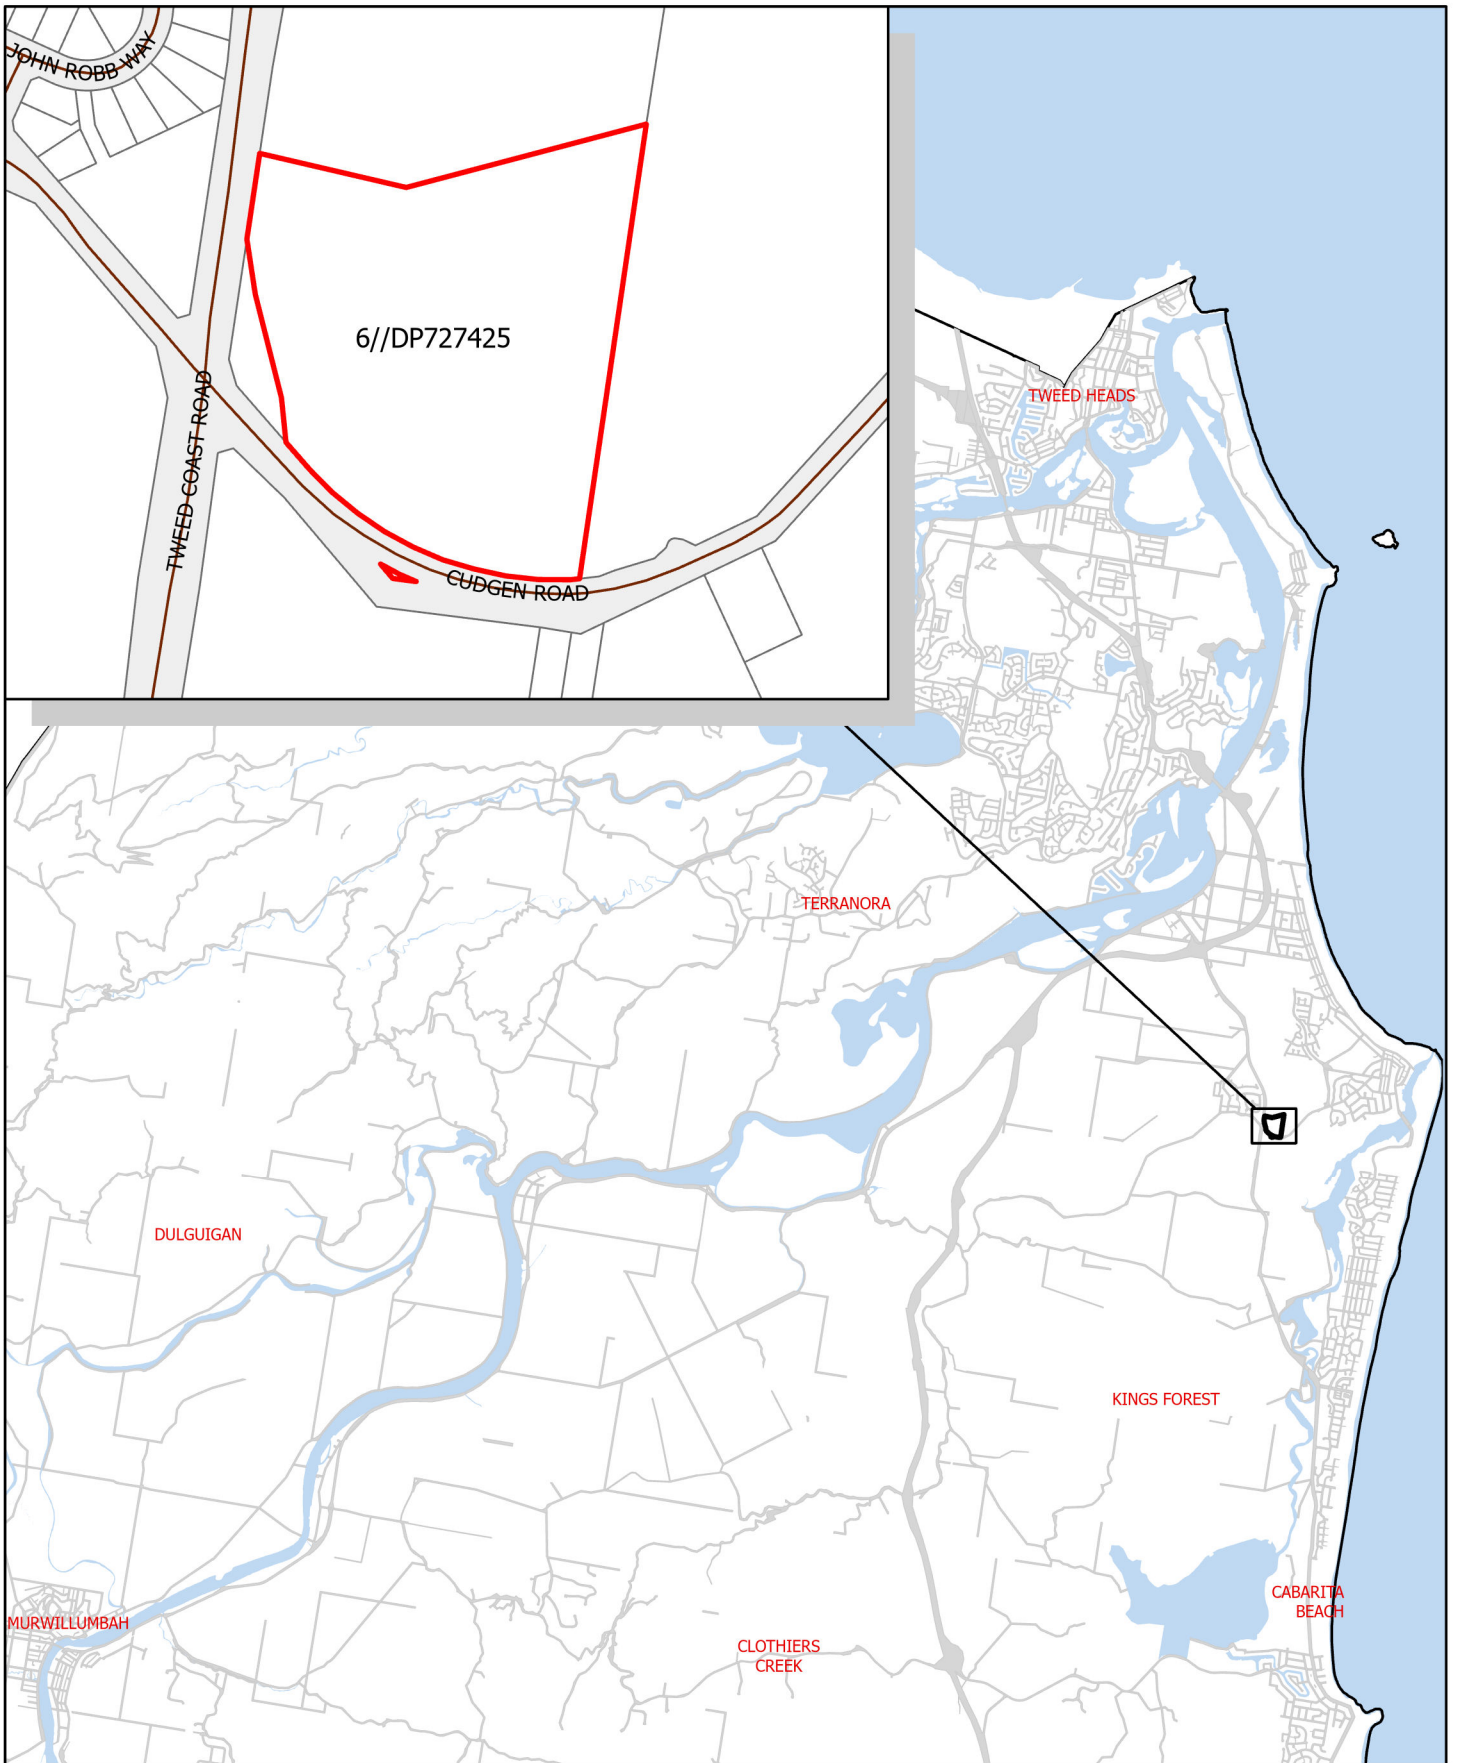 JOHN ROBB WAY
6//DP727425
TWEED COAST ROAD
CUDGEN ROAD
TWEED HEADS
TERRANORA
DULGUIGAN
KINGS FOREST
CABARITA
BEACH
MURWILLUMBAH
CLOTHIERS
CREEK